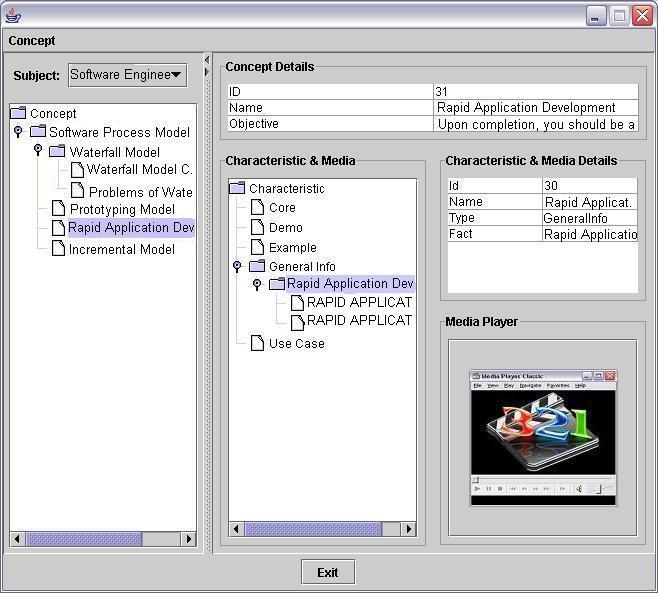 Concept
Subject: Software Enginee
Concept
Software Process Model
Waterfall Model
Waterfall Model C.
Problems of Wate
Prototyping Model
Rapid Application Dev
Incremental Model
Concept Details
ID 31
Name Rapid Application Development
Objective Upon completion, you should be a
Characteristic & Media
Characteristic
Core
Demo
Example
General Info
Rapid Application Dev
RAPID APPLICAT
RAPID APPLICAT
Use Case
Characteristic & Media Details
Id 30
Name Rapid Applicat.
Type GeneralInfo
Fact Rapid Applicatio
Media Player
Media Player Classic
File View Play Navigate Favorites Help
321
Exit